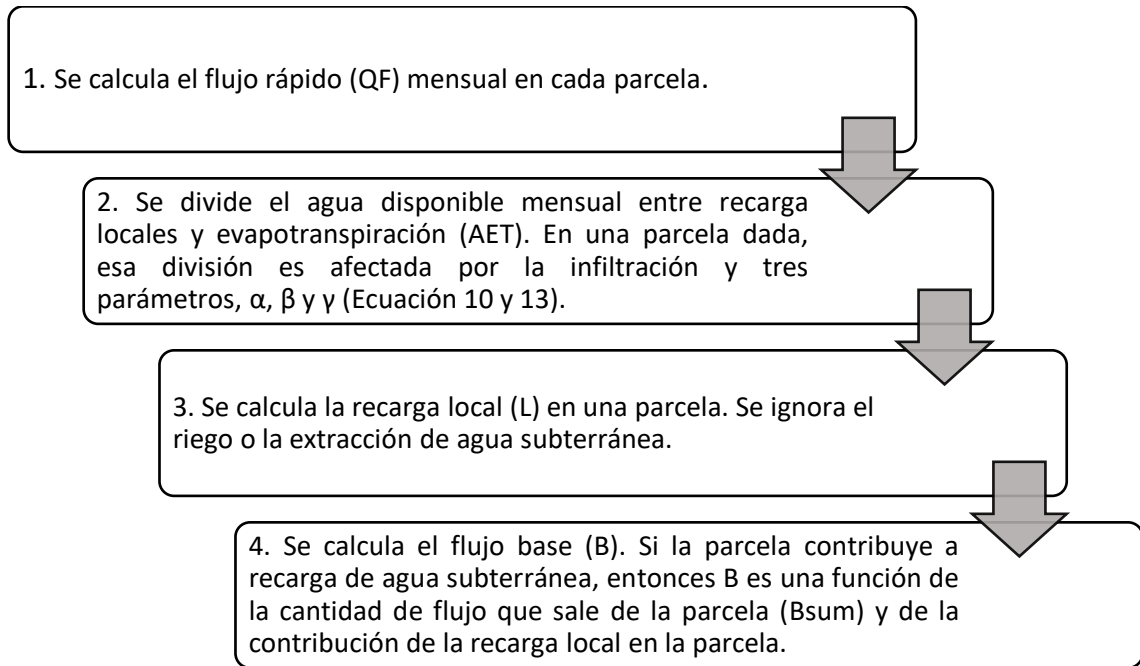 1. Se calcula el flujo rápido (QF) mensual en cada parcela.
2. Se divide el agua disponible mensual entre recarga
locales y evapotranspiración (AET). En una parcela dada,
esa división es afectada por la infiltración y tres
parámetros, α, β y γ (Ecuación 10 y 13).
3. Se calcula la recarga local (L) en una parcela. Se ignora el
riego o la extracción de agua subterránea.
4. Se calcula el flujo base (B). Si la parcela contribuye a
recarga de agua subterránea, entonces B es una función de
la cantidad de flujo que sale de la parcela (Bsum) y de la
contribución de la recarga local en la parcela.